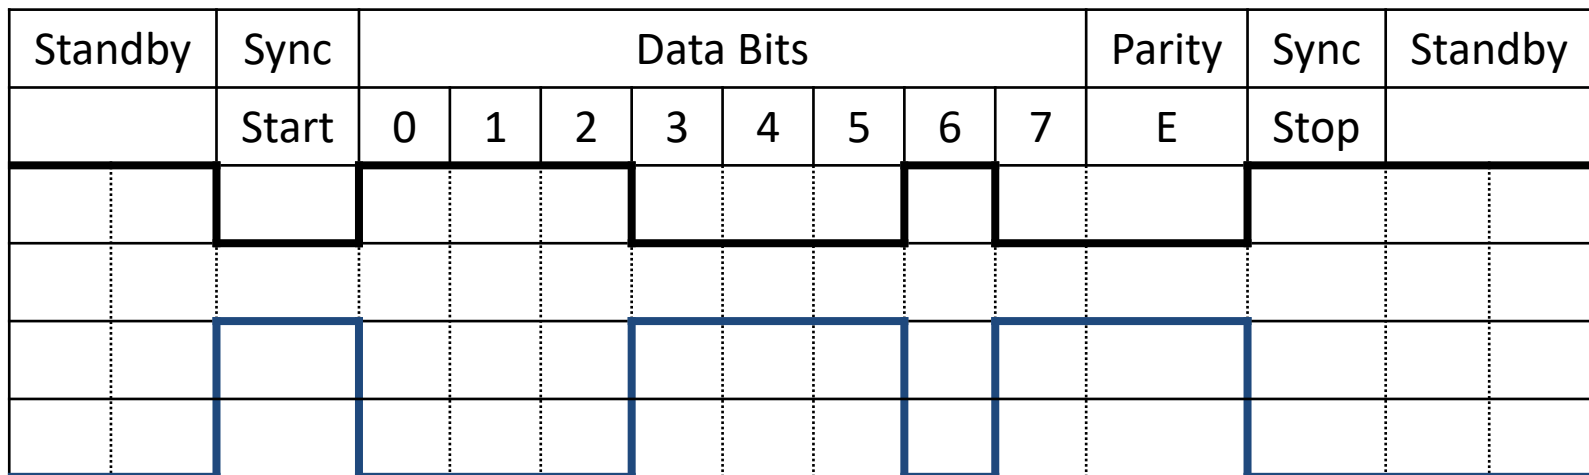 Standby Sync Data Bits Parity Sync Standby
Start 0 1 2 3 4 5 6 7 E Stop